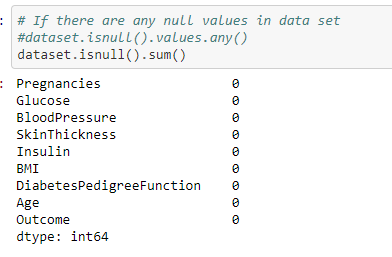 : # If there are any null values in data set
#dataset.isnull().values.any()
dataset.isnull().sum()
: Pregnancies 0
Glucose 0
BloodPressure 0
SkinThickness 0
Insulin 0
BMI 0
DiabetesPedigreeFunction 0
Age 0
Outcome 0
dtype: int64